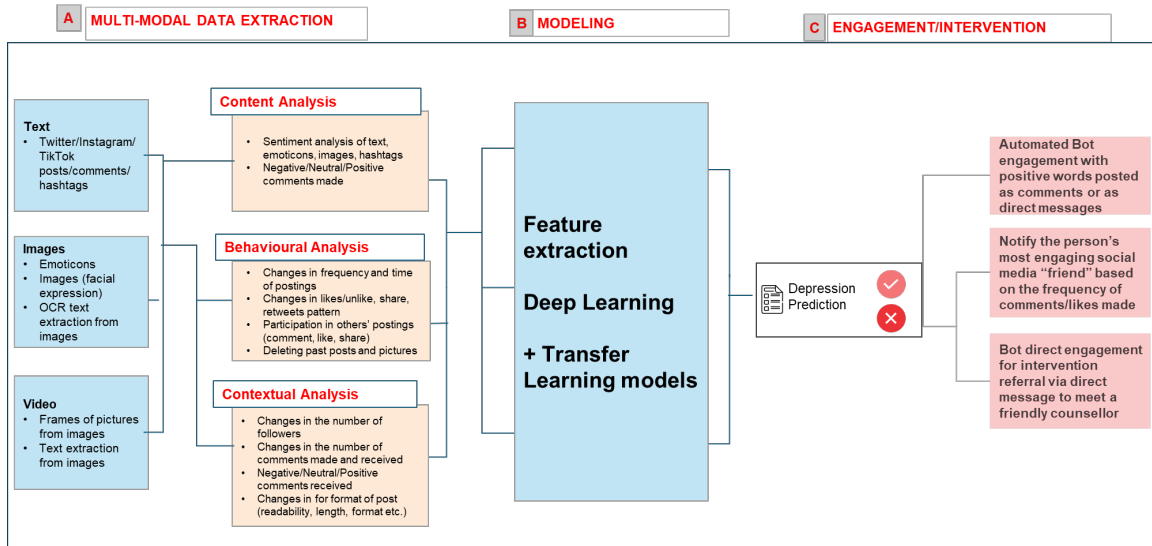 A MULTI-MODAL DATA EXTRACTION
B MODELING
C ENGAGEMENT/INTERVENTION
Text
• Twitter/Instagram/
TikTok
posts/comments/
hashtags
Images
• Emoticons
• Images (facial
expression)
• OCR text
extraction from
images
Video
• Frames of pictures
from images
• Text extraction
from images
Content Analysis
• Sentiment analysis of text,
emoticons, images, hashtags
• Negative/Neutral/Positive
comments made
Behavioural Analysis
• Changes in frequency and time
of postings
• Changes in likes/unlike, share,
retweets pattern
• Participation in others' postings
(comment, like, share)
• Deleting past posts and pictures
Contextual Analysis
• Changes in the number of
followers
• Changes in the number of
comments made and received
• Negative/Neutral/Positive
comments received
• Changes in for format of post
(readability, length, format etc.)
Feature
extraction
Deep Learning
+ Transfer
Learning models
Depression
Prediction
Automated Bot
engagement with
positive words posted
as comments or as
direct messages
Notify the person's
most engaging social
media “friend” based
on the frequency of
comments/likes made
Bot direct engagement
for intervention
referral via direct
message to meet a
friendly counsellor